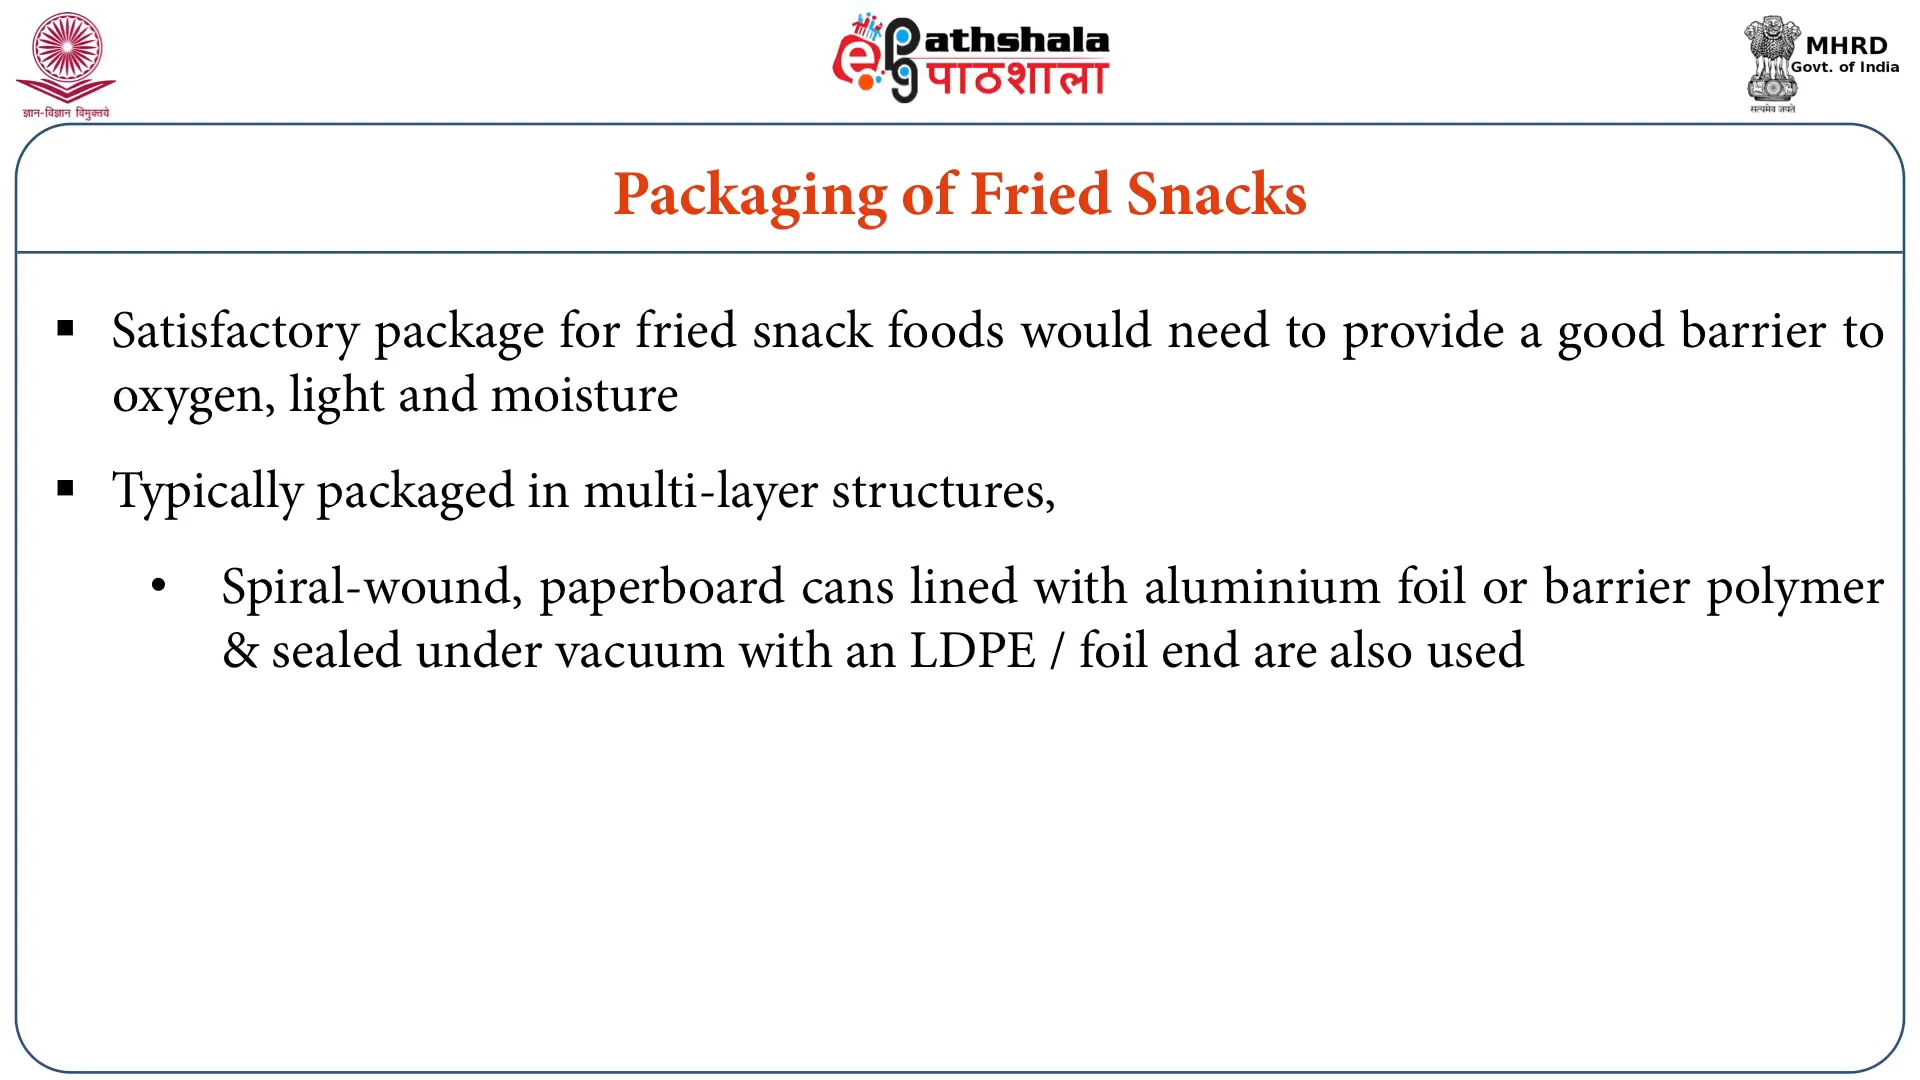 ज्ञान-विज्ञान विमुक्तये
e
pg
athshala
पाठशाला
MHRD
Govt. of India
सत्यमेव जयते
Packaging of Fried Snacks
▪ Satisfactory package for fried snack foods would need to provide a good barrier to
oxygen, light and moisture
▪ Typically packaged in multi-layer structures,
• Spiral-wound, paperboard cans lined with aluminium foil or barrier polymer
& sealed under vacuum with an LDPE / foil end are also used